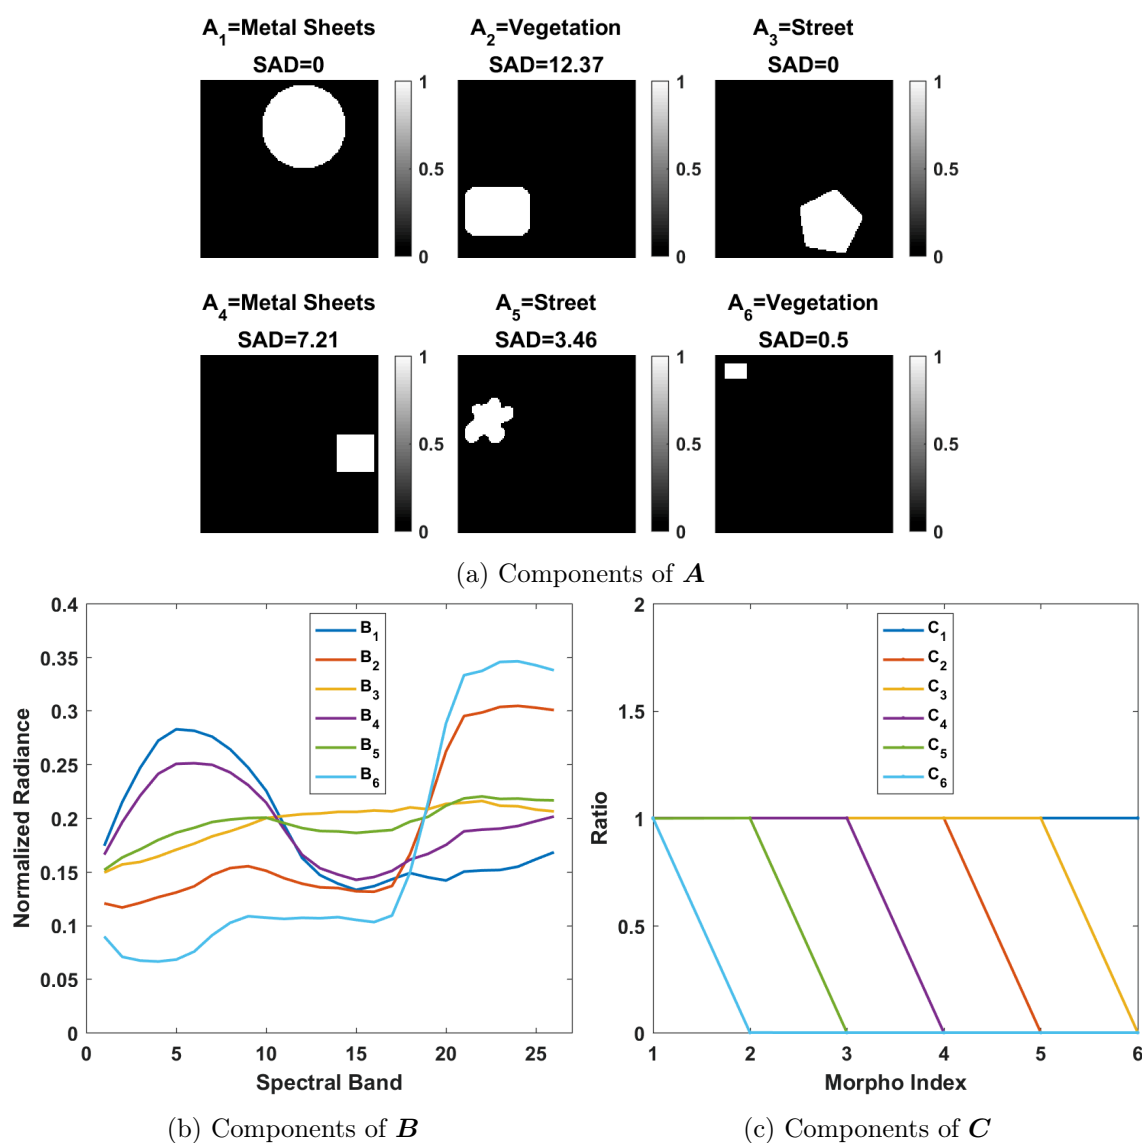 A1=Metal Sheets
SAD=0
A2=Vegetation
SAD=12.37
A3=Street
SAD=0
1
0.5
0
1
0.5
0
1
0.5
0
A4=Metal Sheets
SAD=7.21
A5=Street
SAD=3.46
A6=Vegetation
SAD=0.5
1
0.5
0
1
0.5
0
1
0.5
0
(a) Components of A
0.4
0.35
0.3
0.25
0.2
0.15
0.1
0.05
0
Normalized Radiance
B1
B2
B3
B4
B5
B6
0 5 10 15 20 25
Spectral Band
(b) Components of B
2
1.5
1
0.5
0
Ratio
C1
C2
C3
C4
C5
C6
1 2 3 4 5 6
Morpho Index
(c) Components of C